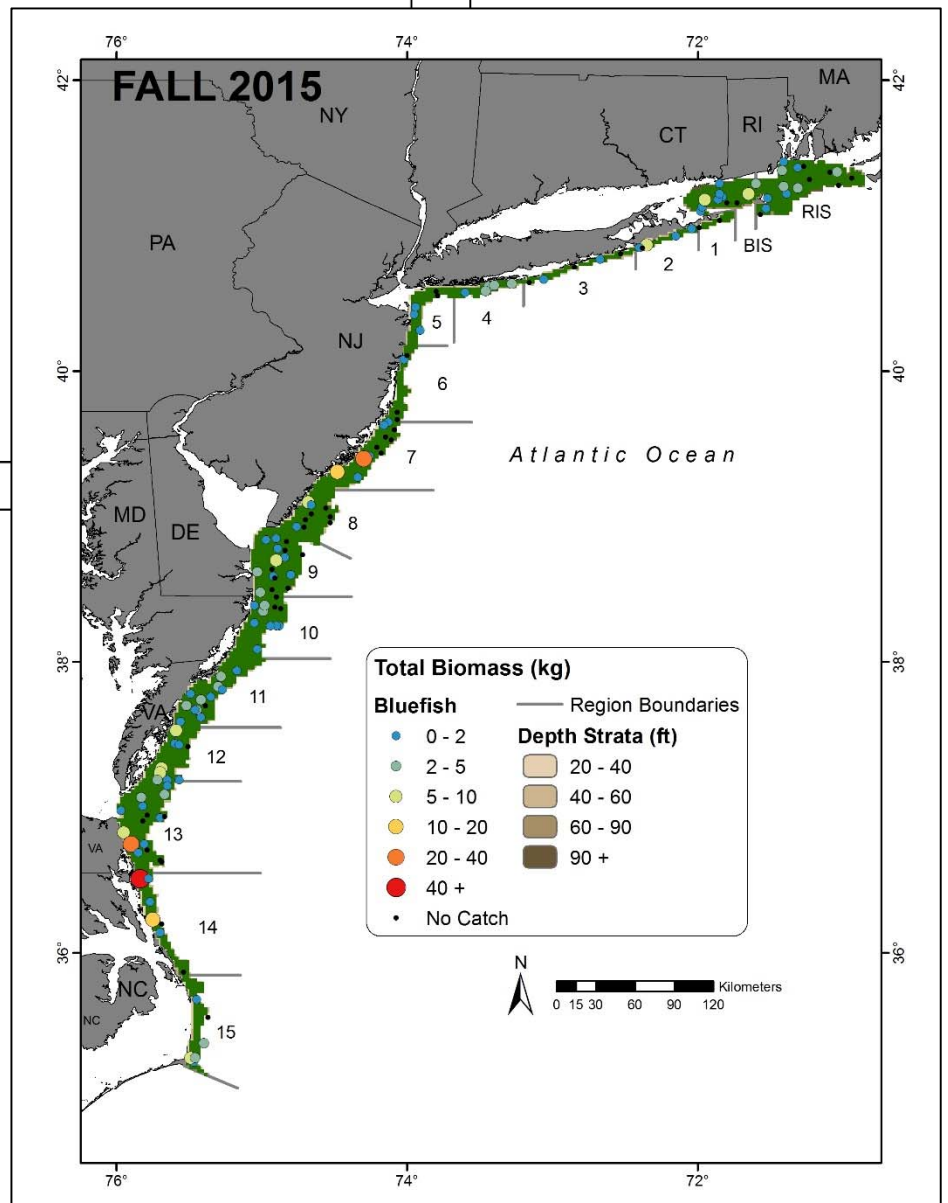 76°
74°
72°
FALL 2015
42°
42°
MA
NY
CT
RI
PA
RIS
BIS
1
2
3
4
5
NJ
40°
40°
6
7
Atlantic Ocean
MD
DE
8
9
10
38°
38°
11
VA
12
13
VA
14
36°
36°
NC
NC
15
Total Biomass (kg)
Bluefish
0 - 2
2 - 5
5 - 10
10 - 20
20 - 40
40 +
No Catch
Region Boundaries
Depth Strata (ft)
20 - 40
40 - 60
60 - 90
90 +
N
Kilometers
0 15 30 60 90 120
76°
74°
72°